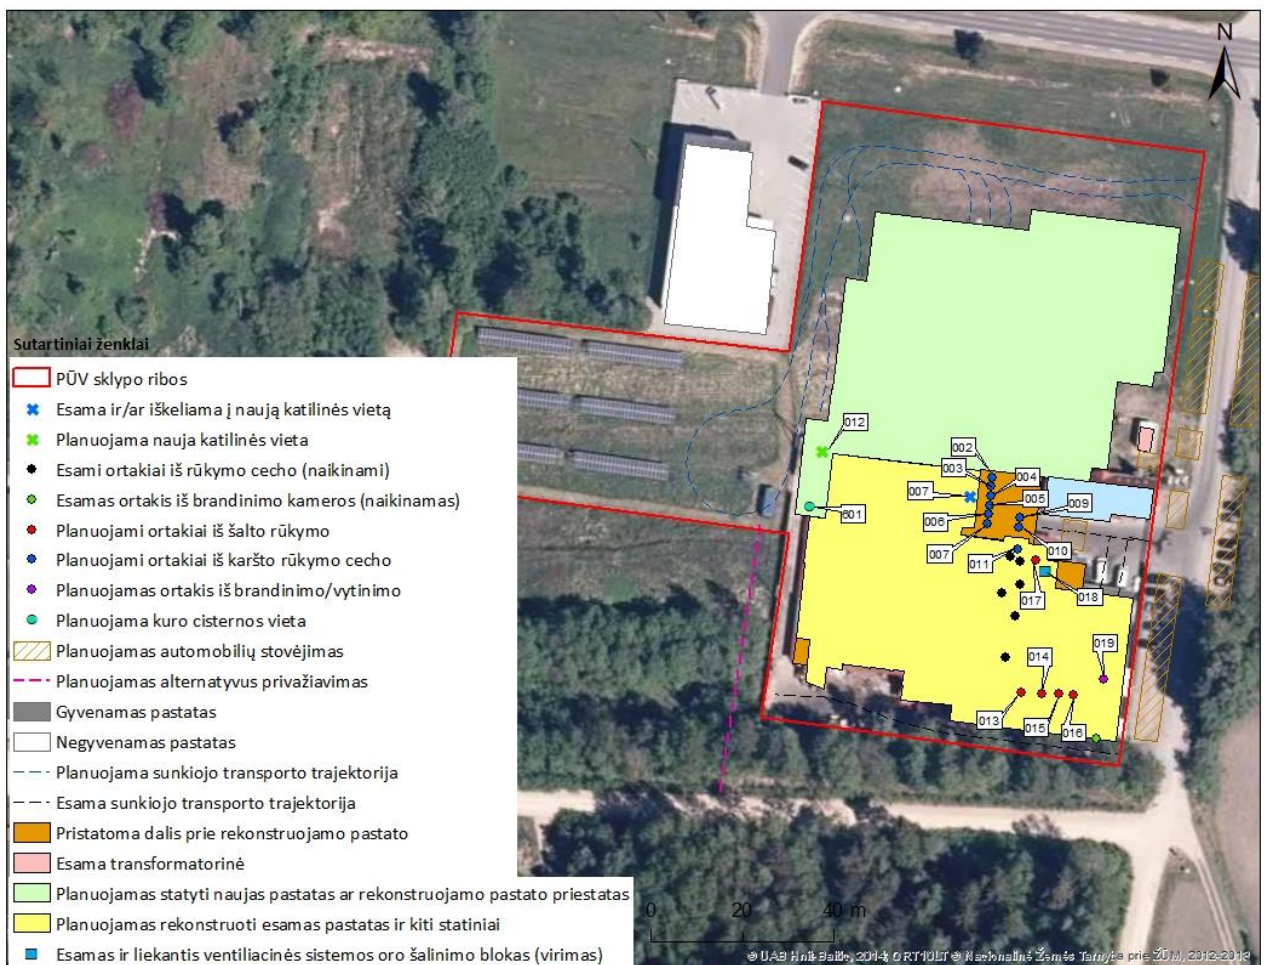 N
012
002
003
004
007
005
009
601
006
007
010
011
017
018
014
019
013
015
016
Sutartiniai ženklai
PŪV sklypo ribos
Esama ir/ar iškeliama į naują katilinės vietą
Planuojama nauja katilinės vieta
Esami ortakiai iš rūkymo cecho (naikinami)
Esamas ortakis iš brandinimo kameros (naikinamas)
Planuojami ortakiai iš šalto rūkymo
Planuojami ortakiai iš karšto rūkymo cecho
Planuojamas ortakis iš brandinimo/vytinimo
Planuojama kuro cisternos vieta
Planuojamas automobilių stovėjimas
Planuojamas alternatyvus privažiavimas
Gyvenamas pastatas
Negyvenamas pastatas
Planuojama sunkiojo transporto trajektorija
Esama sunkiojo transporto trajektorija
Pristatoma dalis prie rekonstruojamo pastato
Esama transformatorinė
Planuojamas statyti naujas pastatas ar rekonstruojamo pastato priestatas
Planuojamas rekonstruoti esamas pastatas ir kiti statiniai
Esamas ir liekantis ventiliacinės sistemos oro šalinimo blokas (virimas)
0 20 40 m
© UAB Hnit-Baltic, 2014; ORT10LT © Nacionalinė Žemės Tarnyba prie ŽŪM, 2012-2013